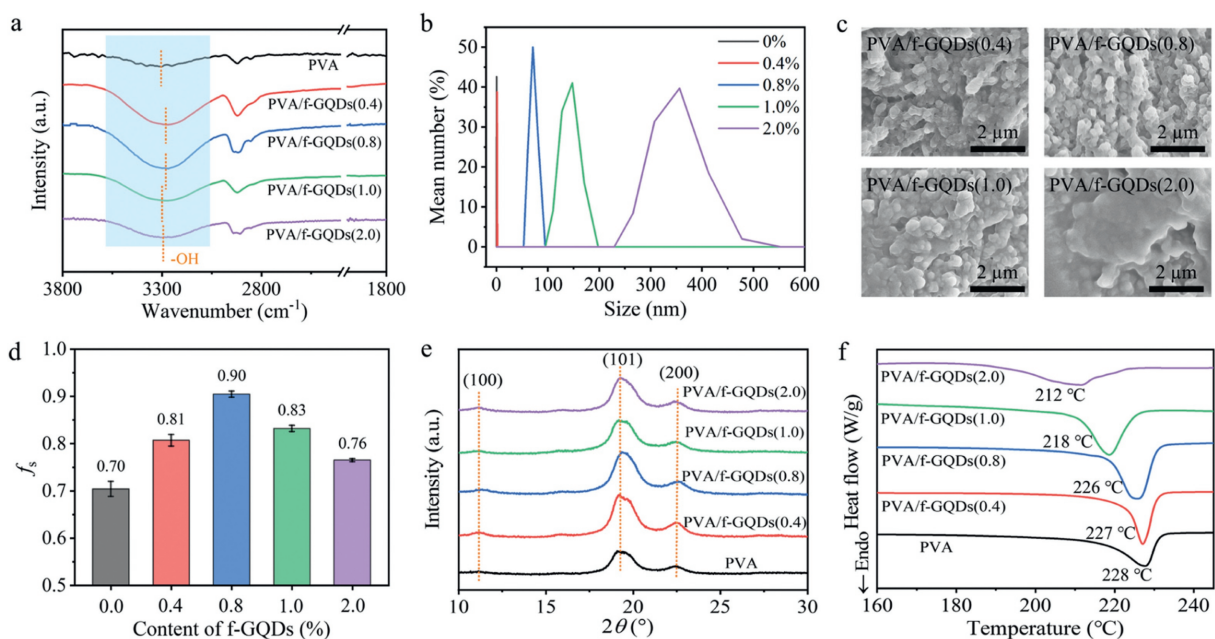 a
Intensity (a.u.)
PVA
PVA/f-GQDs(0.4)
PVA/f-GQDs(0.8)
PVA/f-GQDs(1.0)
PVA/f-GQDs(2.0)
-OH
3800
3300
2800
1800
Wavenumber (cm⁻¹)
b
Mean number (%)
50
40
30
20
10
0
0%
0.4%
0.8%
1.0%
2.0%
0
100
200
300
400
500
600
Size (nm)
c
PVA/f-GQDs(0.4)
2 μm
PVA/f-GQDs(0.8)
2 μm
PVA/f-GQDs(1.0)
2 μm
PVA/f-GQDs(2.0)
2 μm
d
fs
1.0
0.9
0.8
0.7
0.6
0.5
0.70
0.81
0.90
0.83
0.76
0.0
0.4
0.8
1.0
2.0
Content of f-GQDs (%)
e
Intensity (a.u.)
(100)
(101)
(200)
PVA/f-GQDs(2.0)
PVA/f-GQDs(1.0)
PVA/f-GQDs(0.8)
PVA/f-GQDs(0.4)
PVA
10
15
20
25
30
2θ (°)
f
← Endo Heat flow (W/g)
PVA/f-GQDs(2.0)
212 ℃
PVA/f-GQDs(1.0)
218 ℃
PVA/f-GQDs(0.8)
226 ℃
PVA/f-GQDs(0.4)
227 ℃
PVA
228 ℃
160
180
200
220
240
Temperature (℃)